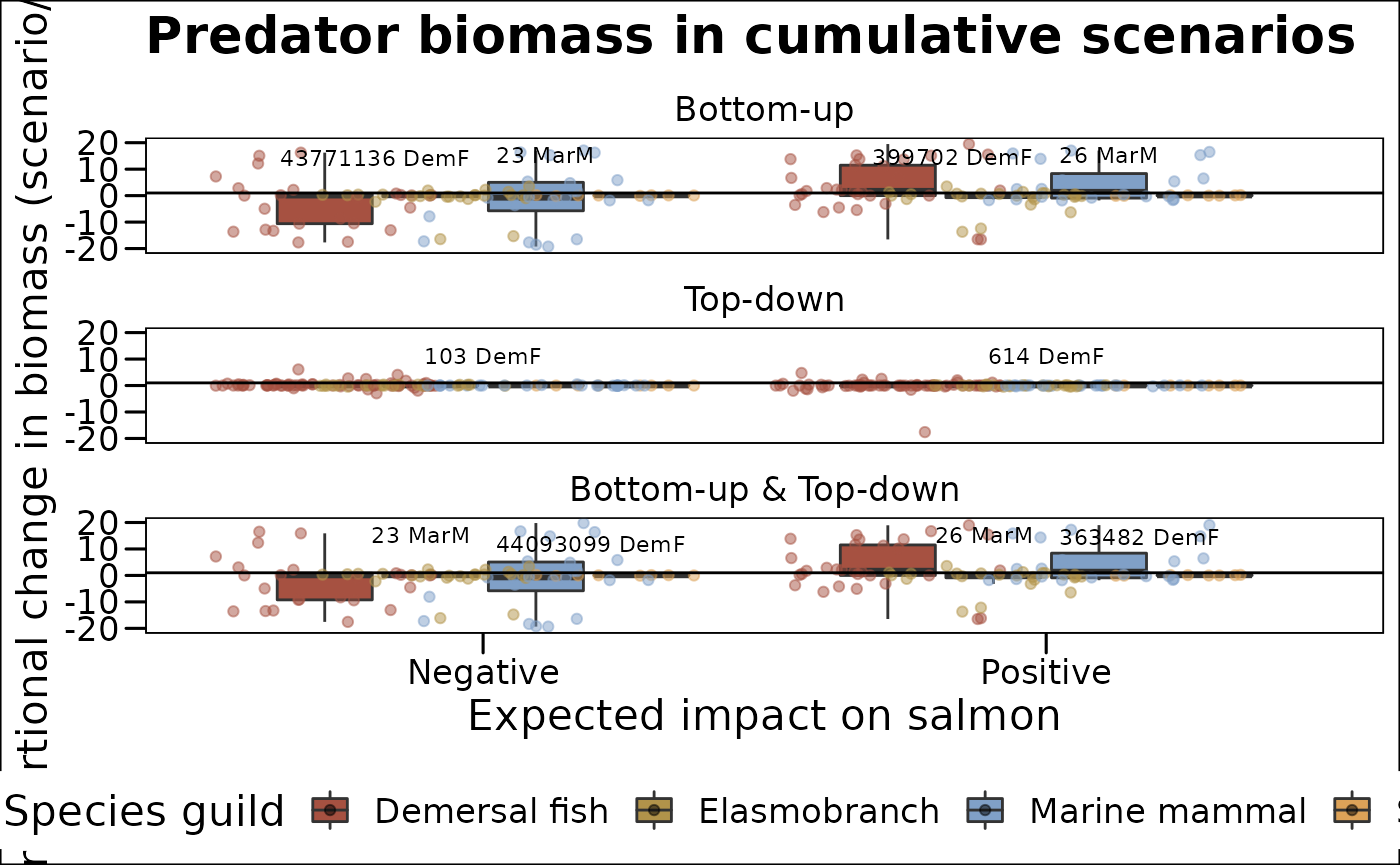 Predator biomass in cumulative scenarios
rtional change in biomass (scenario/
Bottom-up
20
10
0
-10
-20
43771136 DemF
23 MarM
399702 DemF
26 MarM
Top-down
20
10
0
-10
-20
103 DemF
614 DemF
Bottom-up & Top-down
20
10
0
-10
-20
23 MarM
44093099 DemF
26 MarM
363482 DemF
Negative
Positive
Expected impact on salmon
Species guild
Demersal fish
Elasmobranch
Marine mammal